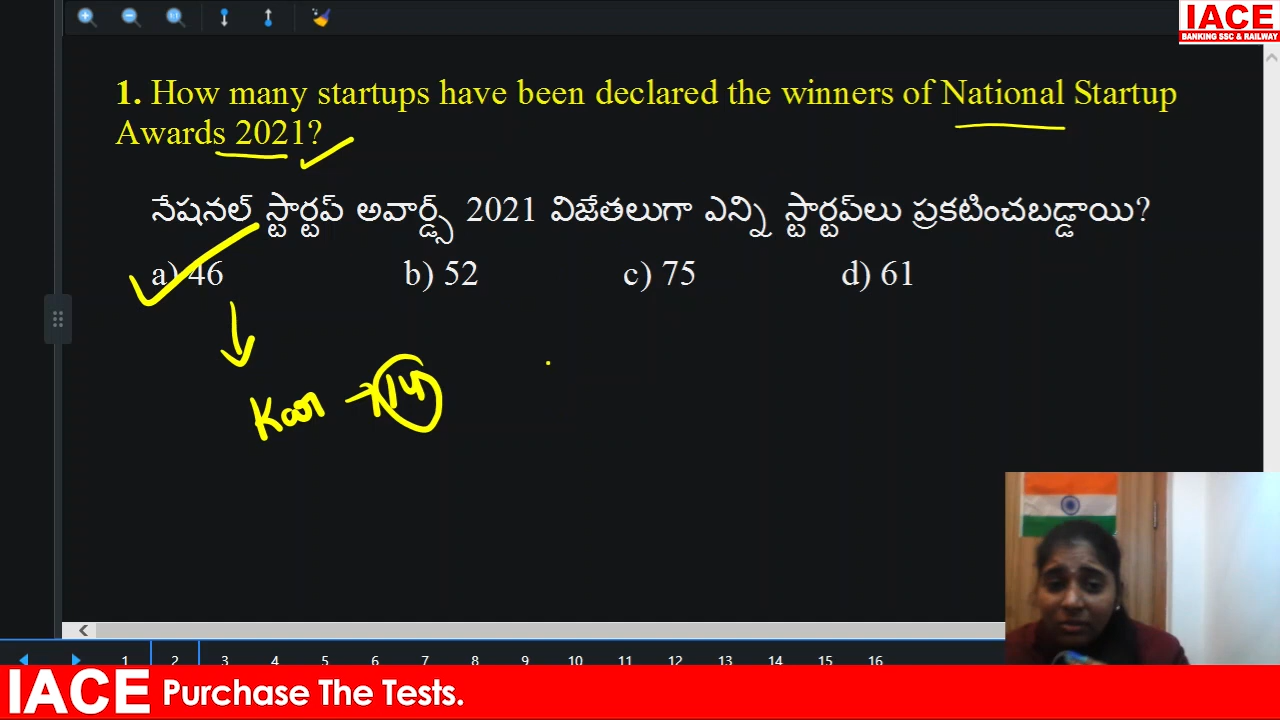 IACE
BANKING SSC & RAILWAY
1. How many startups have been declared the winners of National Startup
Awards 2021?
నేషనల్ స్టార్టప్ అవార్డ్స్ 2021 విజేతలుగా ఎన్ని స్టార్టప్‌లు ప్రకటించబడ్డాయి?
a) 46 b) 52 c) 75 d) 61
→ 14
1 2 3 4 5 6 7 8 9 10 11 12 13 14 15 16
IACE Purchase The Tests.